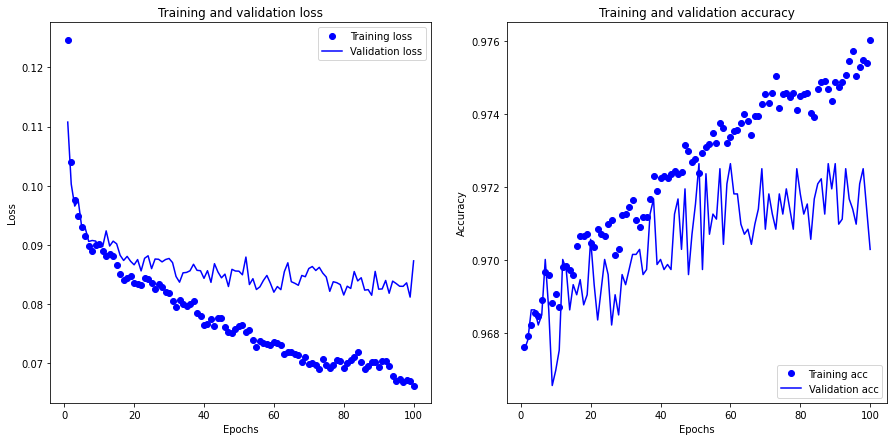 Training and validation loss
Training loss
Validation loss
0.12
0.11
0.10
0.09
0.08
0.07
Loss
0
20
40
60
80
100
Epochs
Training and validation accuracy
0.976
0.974
0.972
0.970
0.968
Accuracy
Training acc
Validation acc
0
20
40
60
80
100
Epochs